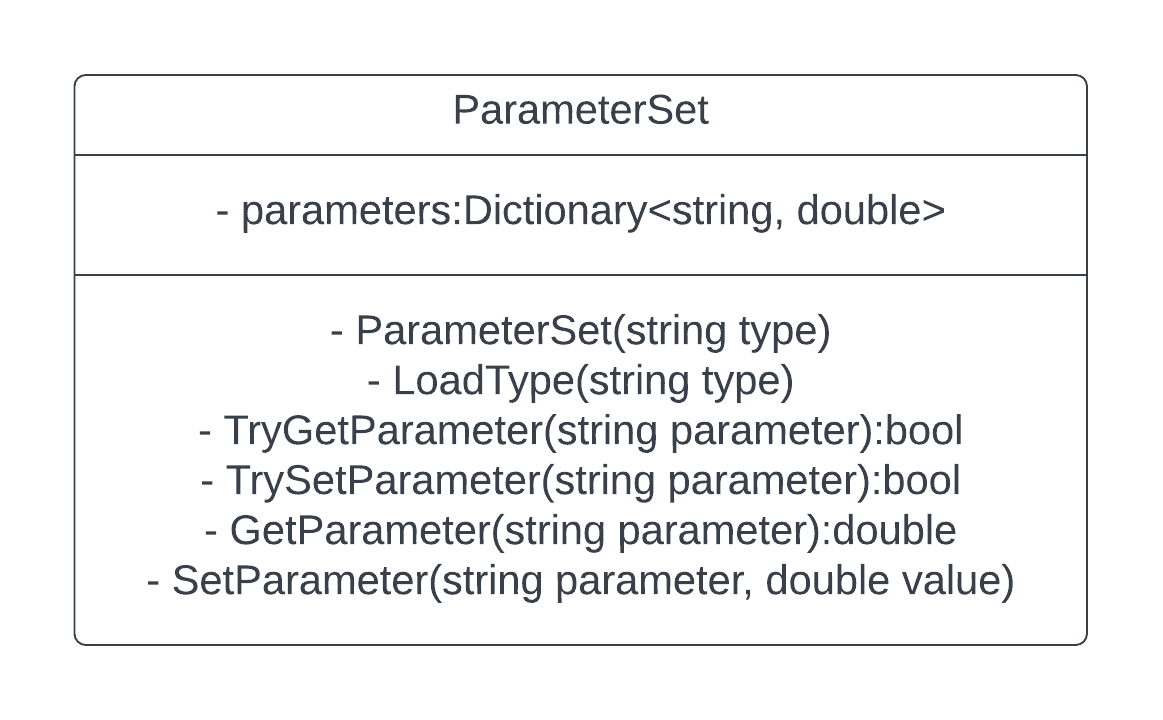 ParameterSet
- parameters:Dictionary<string, double>
- ParameterSet(string type)
- LoadType(string type)
- TryGetParameter(string parameter):bool
- TrySetParameter(string parameter):bool
- GetParameter(string parameter):double
- SetParameter(string parameter, double value)